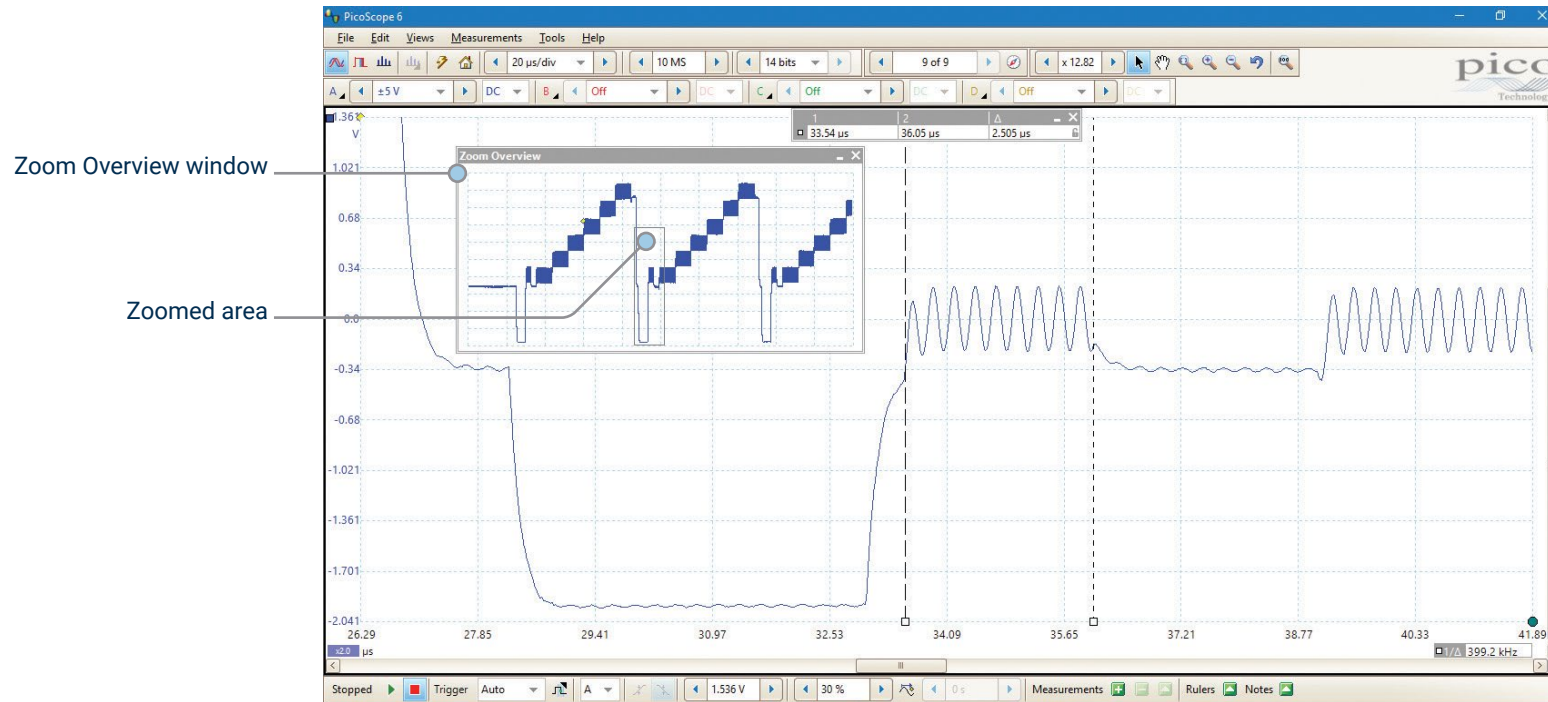 PicoScope 6
File Edit Views Measurements Tools Help
20 µs/div 10 MS 14 bits 9 of 9 x 12.82
A ±5 V DC B Off DC C Off DC D Off DC
pico
Technolog
Zoom Overview window
Zoomed area
1 2 Δ
33.54 µs 36.05 µs 2.505 µs
Zoom Overview
1.361
V
1.021
0.68
0.34
0.0
-0.34
-0.68
-1.021
-1.361
-1.701
-2.041
26.29 27.85 29.41 30.97 32.53 34.09 35.65 37.21 38.77 40.33 41.89
x2.0 µs
1/Δ 399.2 kHz
Stopped Trigger Auto A 1.536 V 30 % 0 s Measurements Rulers Notes